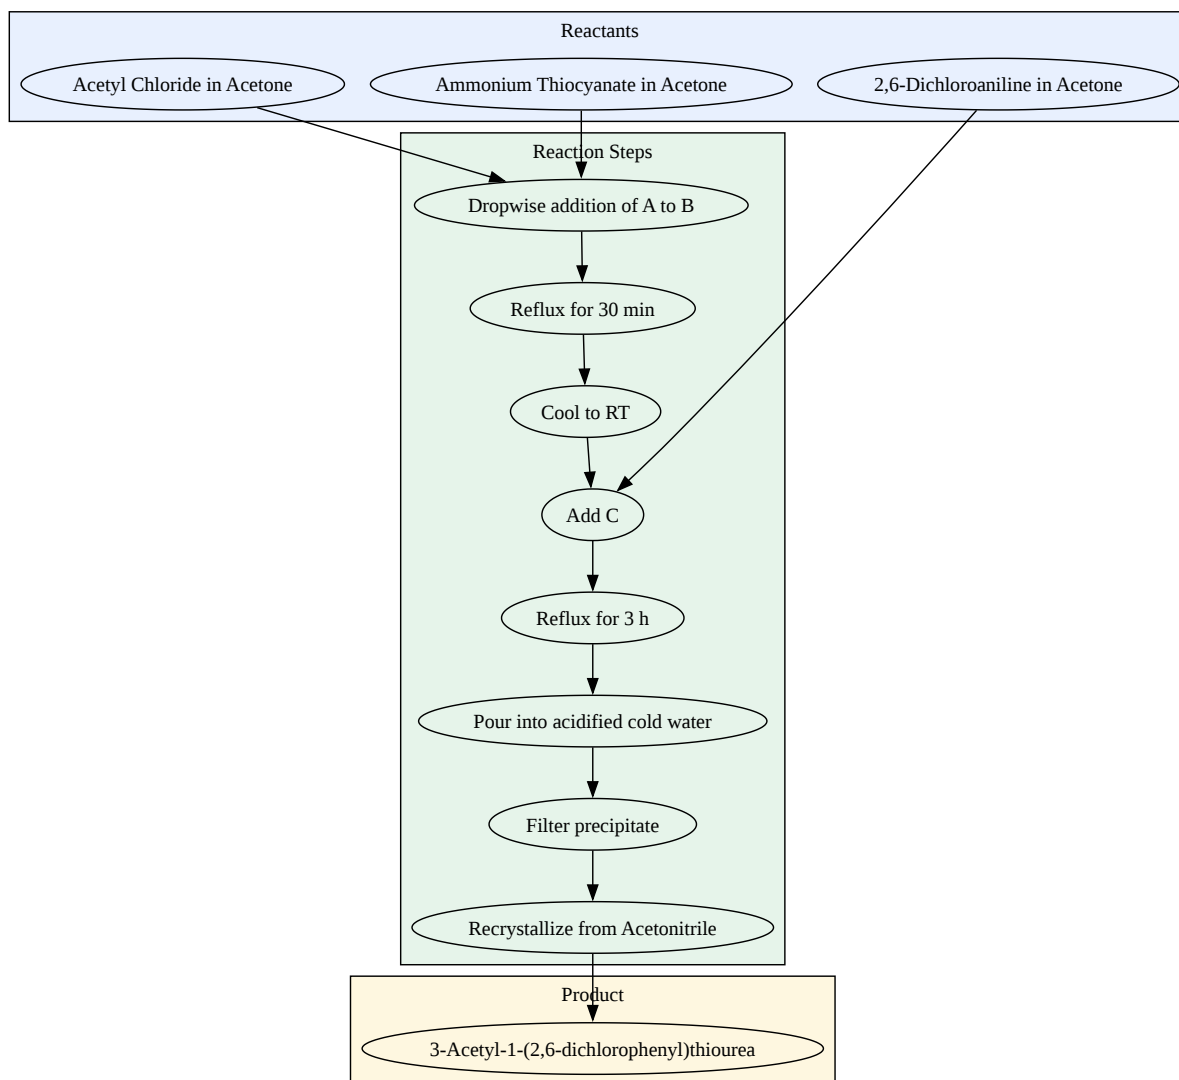 Reactants
Acetyl Chloride in Acetone
Ammonium Thiocyanate in Acetone
2,6-Dichloroaniline in Acetone
Reaction Steps
Dropwise addition of A to B
Reflux for 30 min
Cool to RT
Add C
Reflux for 3 h
Pour into acidified cold water
Filter precipitate
Recrystallize from Acetonitrile
Product
3-Acetyl-1-(2,6-dichlorophenyl)thiourea